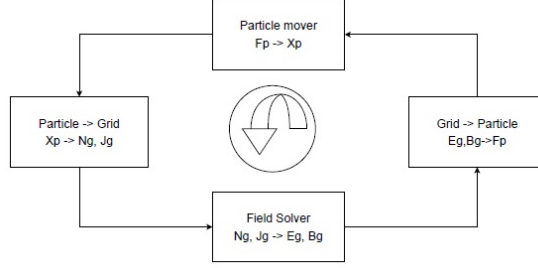 Particle mover
Fp -> Xp
Particle -> Grid
Xp -> Ng, Jg
Grid -> Particle
Eg,Bg->Fp
Field Solver
Ng, Jg -> Eg, Bg